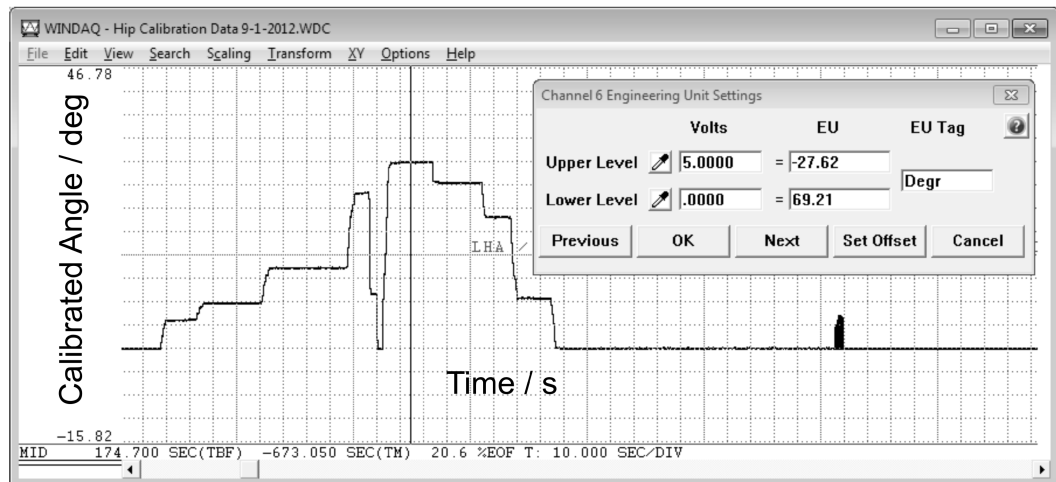 WINDAQ - Hip Calibration Data 9-1-2012.WDC
File Edit View Search Scaling Transform XY Options Help
46.78
Calibrated Angle / deg
Channel 6 Engineering Unit Settings
Volts EU EU Tag
Upper Level 5.0000 = -27.62
Degr
Lower Level .0000 = 69.21
Previous OK Next Set Offset Cancel
LHA
Time / s
-15.82
MID 174.700 SEC(TBF) -673.050 SEC(TM) 20.6 %EOF T: 10.000 SEC/DIV